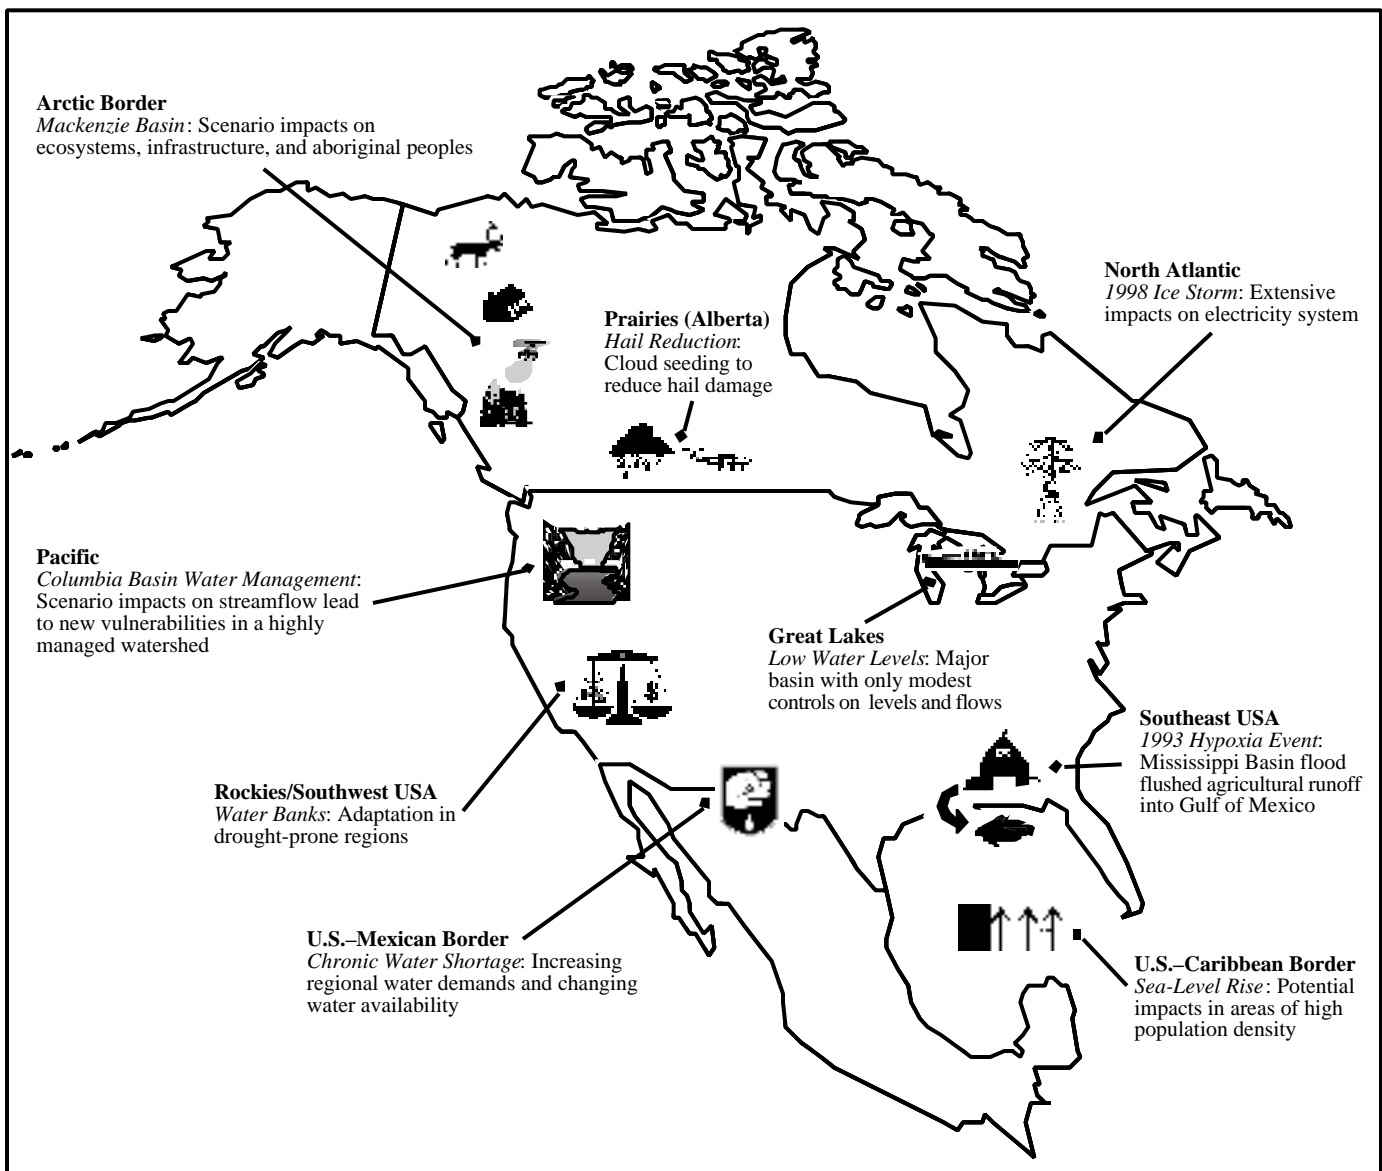 Arctic Border
Mackenzie Basin: Scenario impacts on
ecosystems, infrastructure, and aboriginal peoples
North Atlantic
1998 Ice Storm: Extensive
impacts on electricity system
Prairies (Alberta)
Hail Reduction:
Cloud seeding to
reduce hail damage
Pacific
Columbia Basin Water Management:
Scenario impacts on streamflow lead
to new vulnerabilities in a highly
managed watershed
Great Lakes
Low Water Levels: Major
basin with only modest
controls on levels and flows
Southeast USA
1993 Hypoxia Event:
Mississippi Basin flood
flushed agricultural runoff
into Gulf of Mexico
Rockies/Southwest USA
Water Banks: Adaptation in
drought-prone regions
U.S.–Mexican Border
Chronic Water Shortage: Increasing
regional water demands and changing
water availability
U.S.–Caribbean Border
Sea-Level Rise: Potential
impacts in areas of high
population density